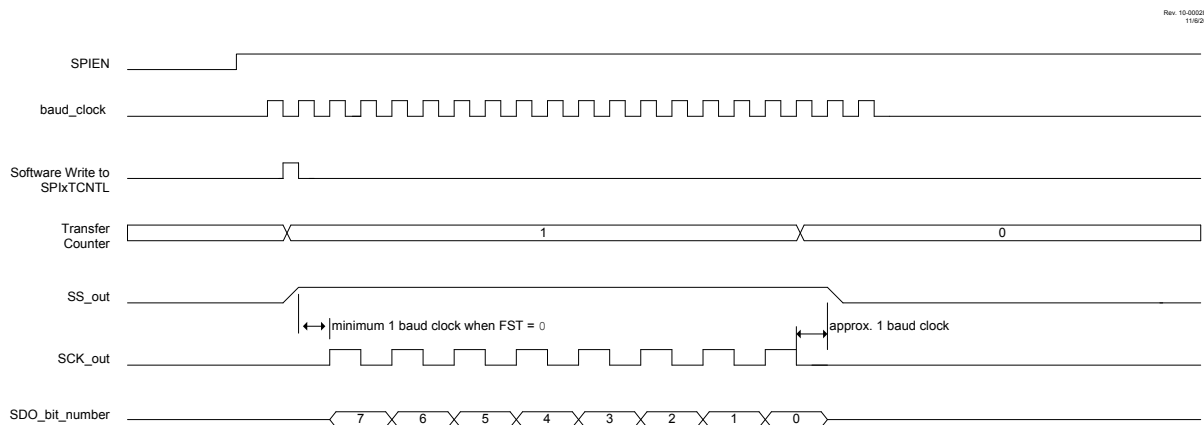 SPIEN
baud_clock
Software Write to
SPIxTCNTL
Transfer
Counter
1
0
SS_out
minimum 1 baud clock when FST = 0
approx. 1 baud clock
SCK_out
SDO_bit_number
7 6 5 4 3 2 1 0